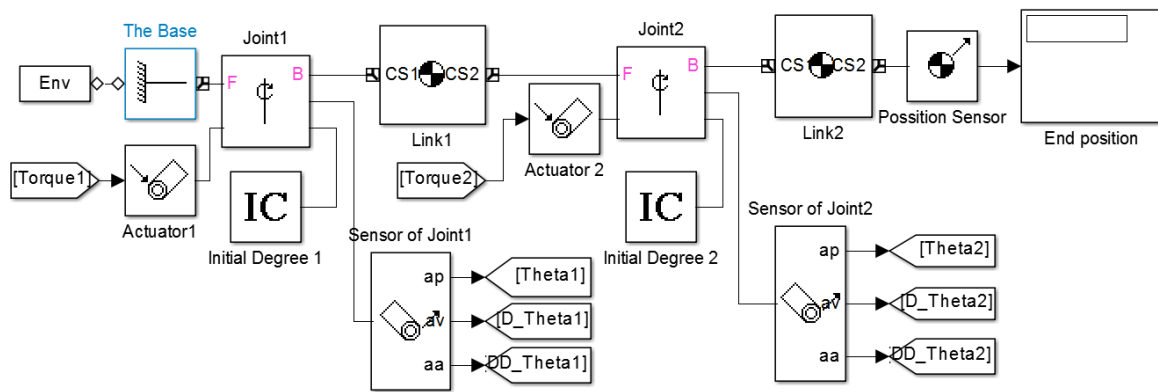 The Base
Joint1
Joint2
Env
F
B
CS1
CS2
F
B
CS1
CS2
Link1
Link2
Possition Sensor
End position
[Torque1]
Actuator1
[Torque2]
Actuator 2
IC
Initial Degree 1
IC
Initial Degree 2
Sensor of Joint1
ap
av
aa
[Theta1]
[D_Theta1]
[DD_Theta1]
Sensor of Joint2
ap
av
aa
[Theta2]
[D_Theta2]
[DD_Theta2]